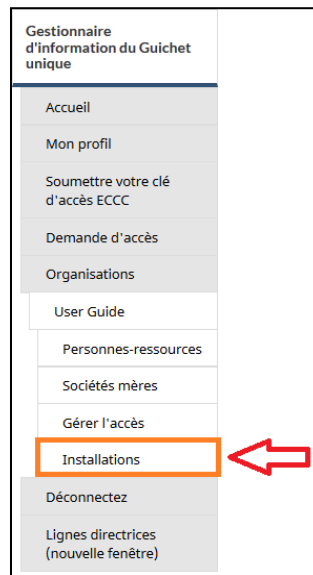 Gestionnaire
d'information du Guichet
unique
Accueil
Mon profil
Soumettre votre clé
d'accès ECCC
Demande d'accès
Organisations
User Guide
Personnes-ressources
Sociétés mères
Gérer l'accès
Installations
Déconnectez
Lignes directrices
(nouvelle fenêtre)